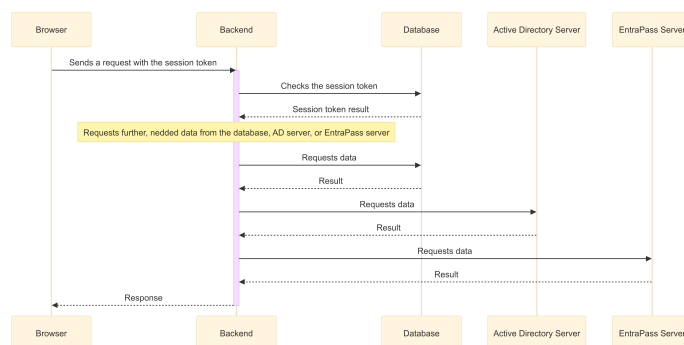 Browser
Backend
Database
Active Directory Server
EntraPass Server
Sends a request with the session token
Checks the session token
Session token result
Requests further, nedded data from the database, AD server, or EntraPass server
Requests data
Result
Requests data
Result
Requests data
Result
Response
Browser
Backend
Database
Active Directory Server
EntraPass Server